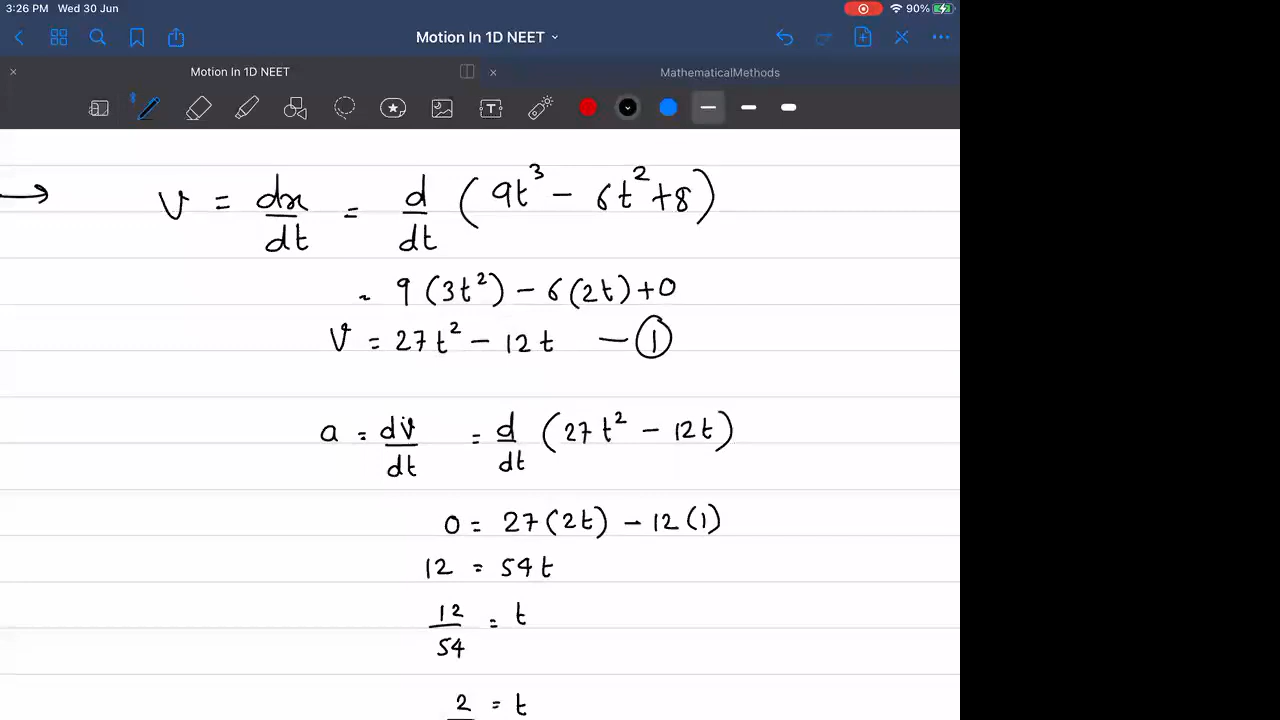 3:26 PM Wed 30 Jun 90%
Motion In 1D NEET
Motion In 1D NEET MathematicalMethods
T
→ V = dx/dt = d/dt (9t³ - 6t² + 8)
= 9(3t²) - 6(2t) + 0
V = 27t² - 12t — ①
a = dv/dt = d/dt (27t² - 12t)
0 = 27(2t) - 12(1)
12 = 54t
12/54 = t
2 = t